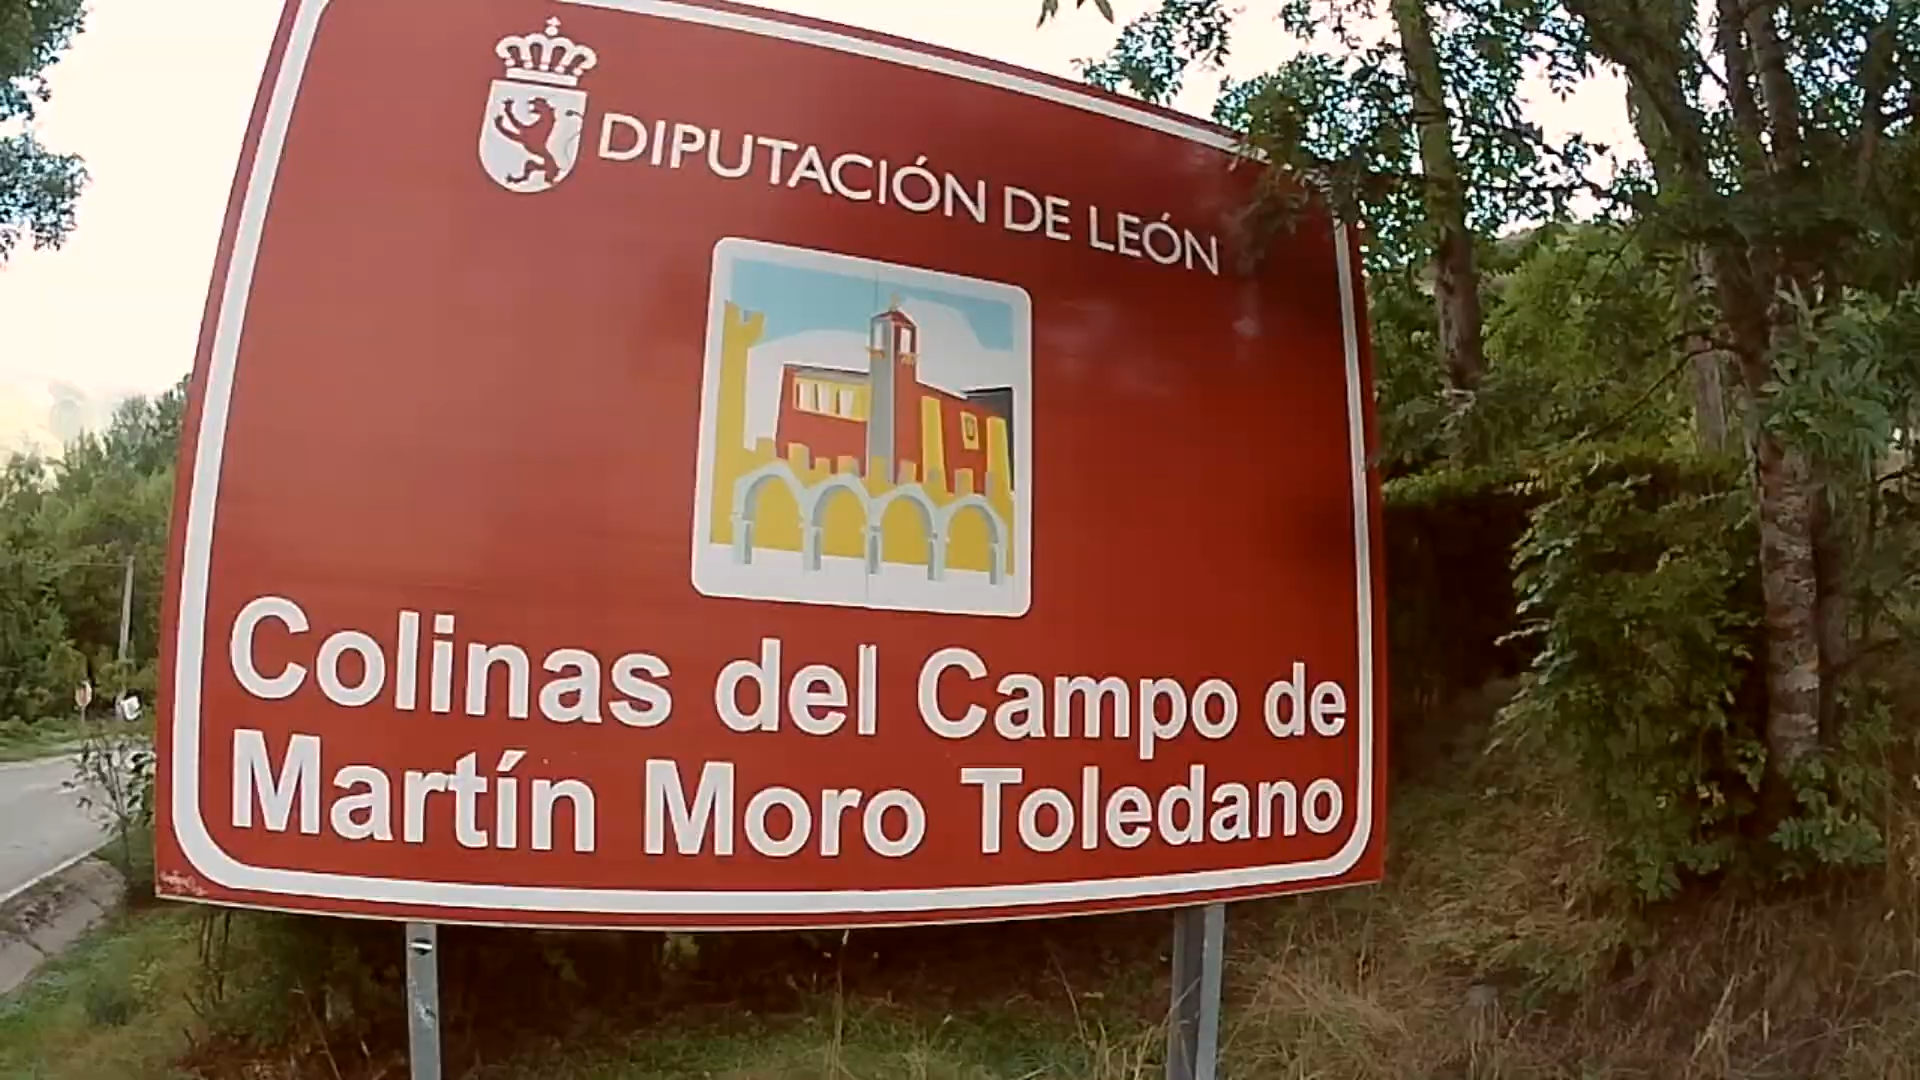 DIPUTACIÓN DE LEÓN
Colinas del Campo de
Martín Moro Toledano